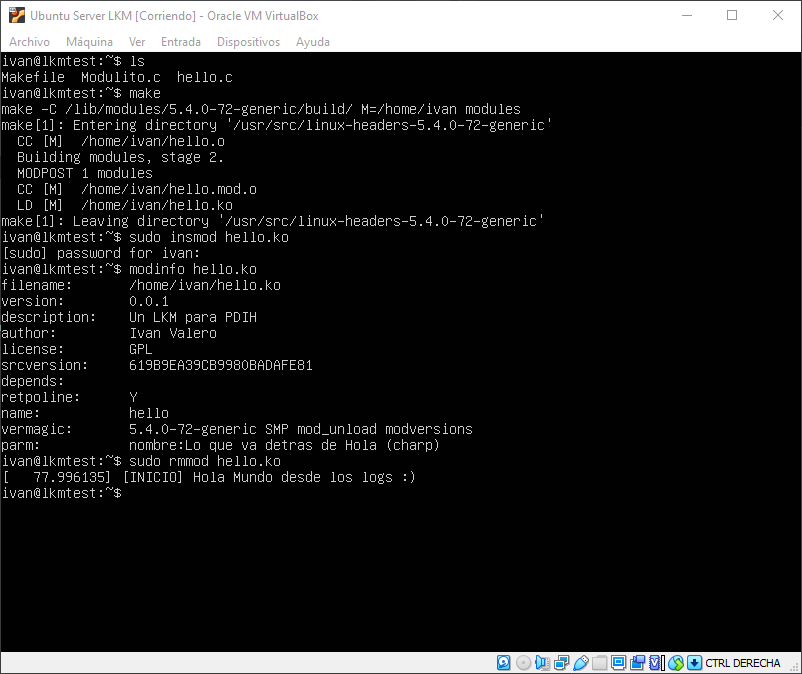 Ubuntu Server LKM [Corriendo] - Oracle VM VirtualBox
Archivo Máquina Ver Entrada Dispositivos Ayuda
ivan@lkmtest:~$ ls
Makefile  Modulito.c  hello.c
ivan@lkmtest:~$ make
make -C /lib/modules/5.4.0-72-generic/build/ M=/home/ivan modules
make[1]: Entering directory '/usr/src/linux-headers-5.4.0-72-generic'
  CC [M]  /home/ivan/hello.o
  Building modules, stage 2.
  MODPOST 1 modules
  CC [M]  /home/ivan/hello.mod.o
  LD [M]  /home/ivan/hello.ko
make[1]: Leaving directory '/usr/src/linux-headers-5.4.0-72-generic'
ivan@lkmtest:~$ sudo insmod hello.ko
[sudo] password for ivan:
ivan@lkmtest:~$ modinfo hello.ko
filename:       /home/ivan/hello.ko
version:        0.0.1
description:    Un LKM para PDIH
author:         Ivan Valero
license:        GPL
srcversion:     619B9EA39CB9980BADAFE81
depends:
retpoline:      Y
name:           hello
vermagic:       5.4.0-72-generic SMP mod_unload modversions
parm:           nombre:Lo que va detras de Hola (charp)
ivan@lkmtest:~$ sudo rmmod hello.ko
[   77.996135] [INICIO] Hola Mundo desde los logs :)
ivan@lkmtest:~$
CTRL DERECHA